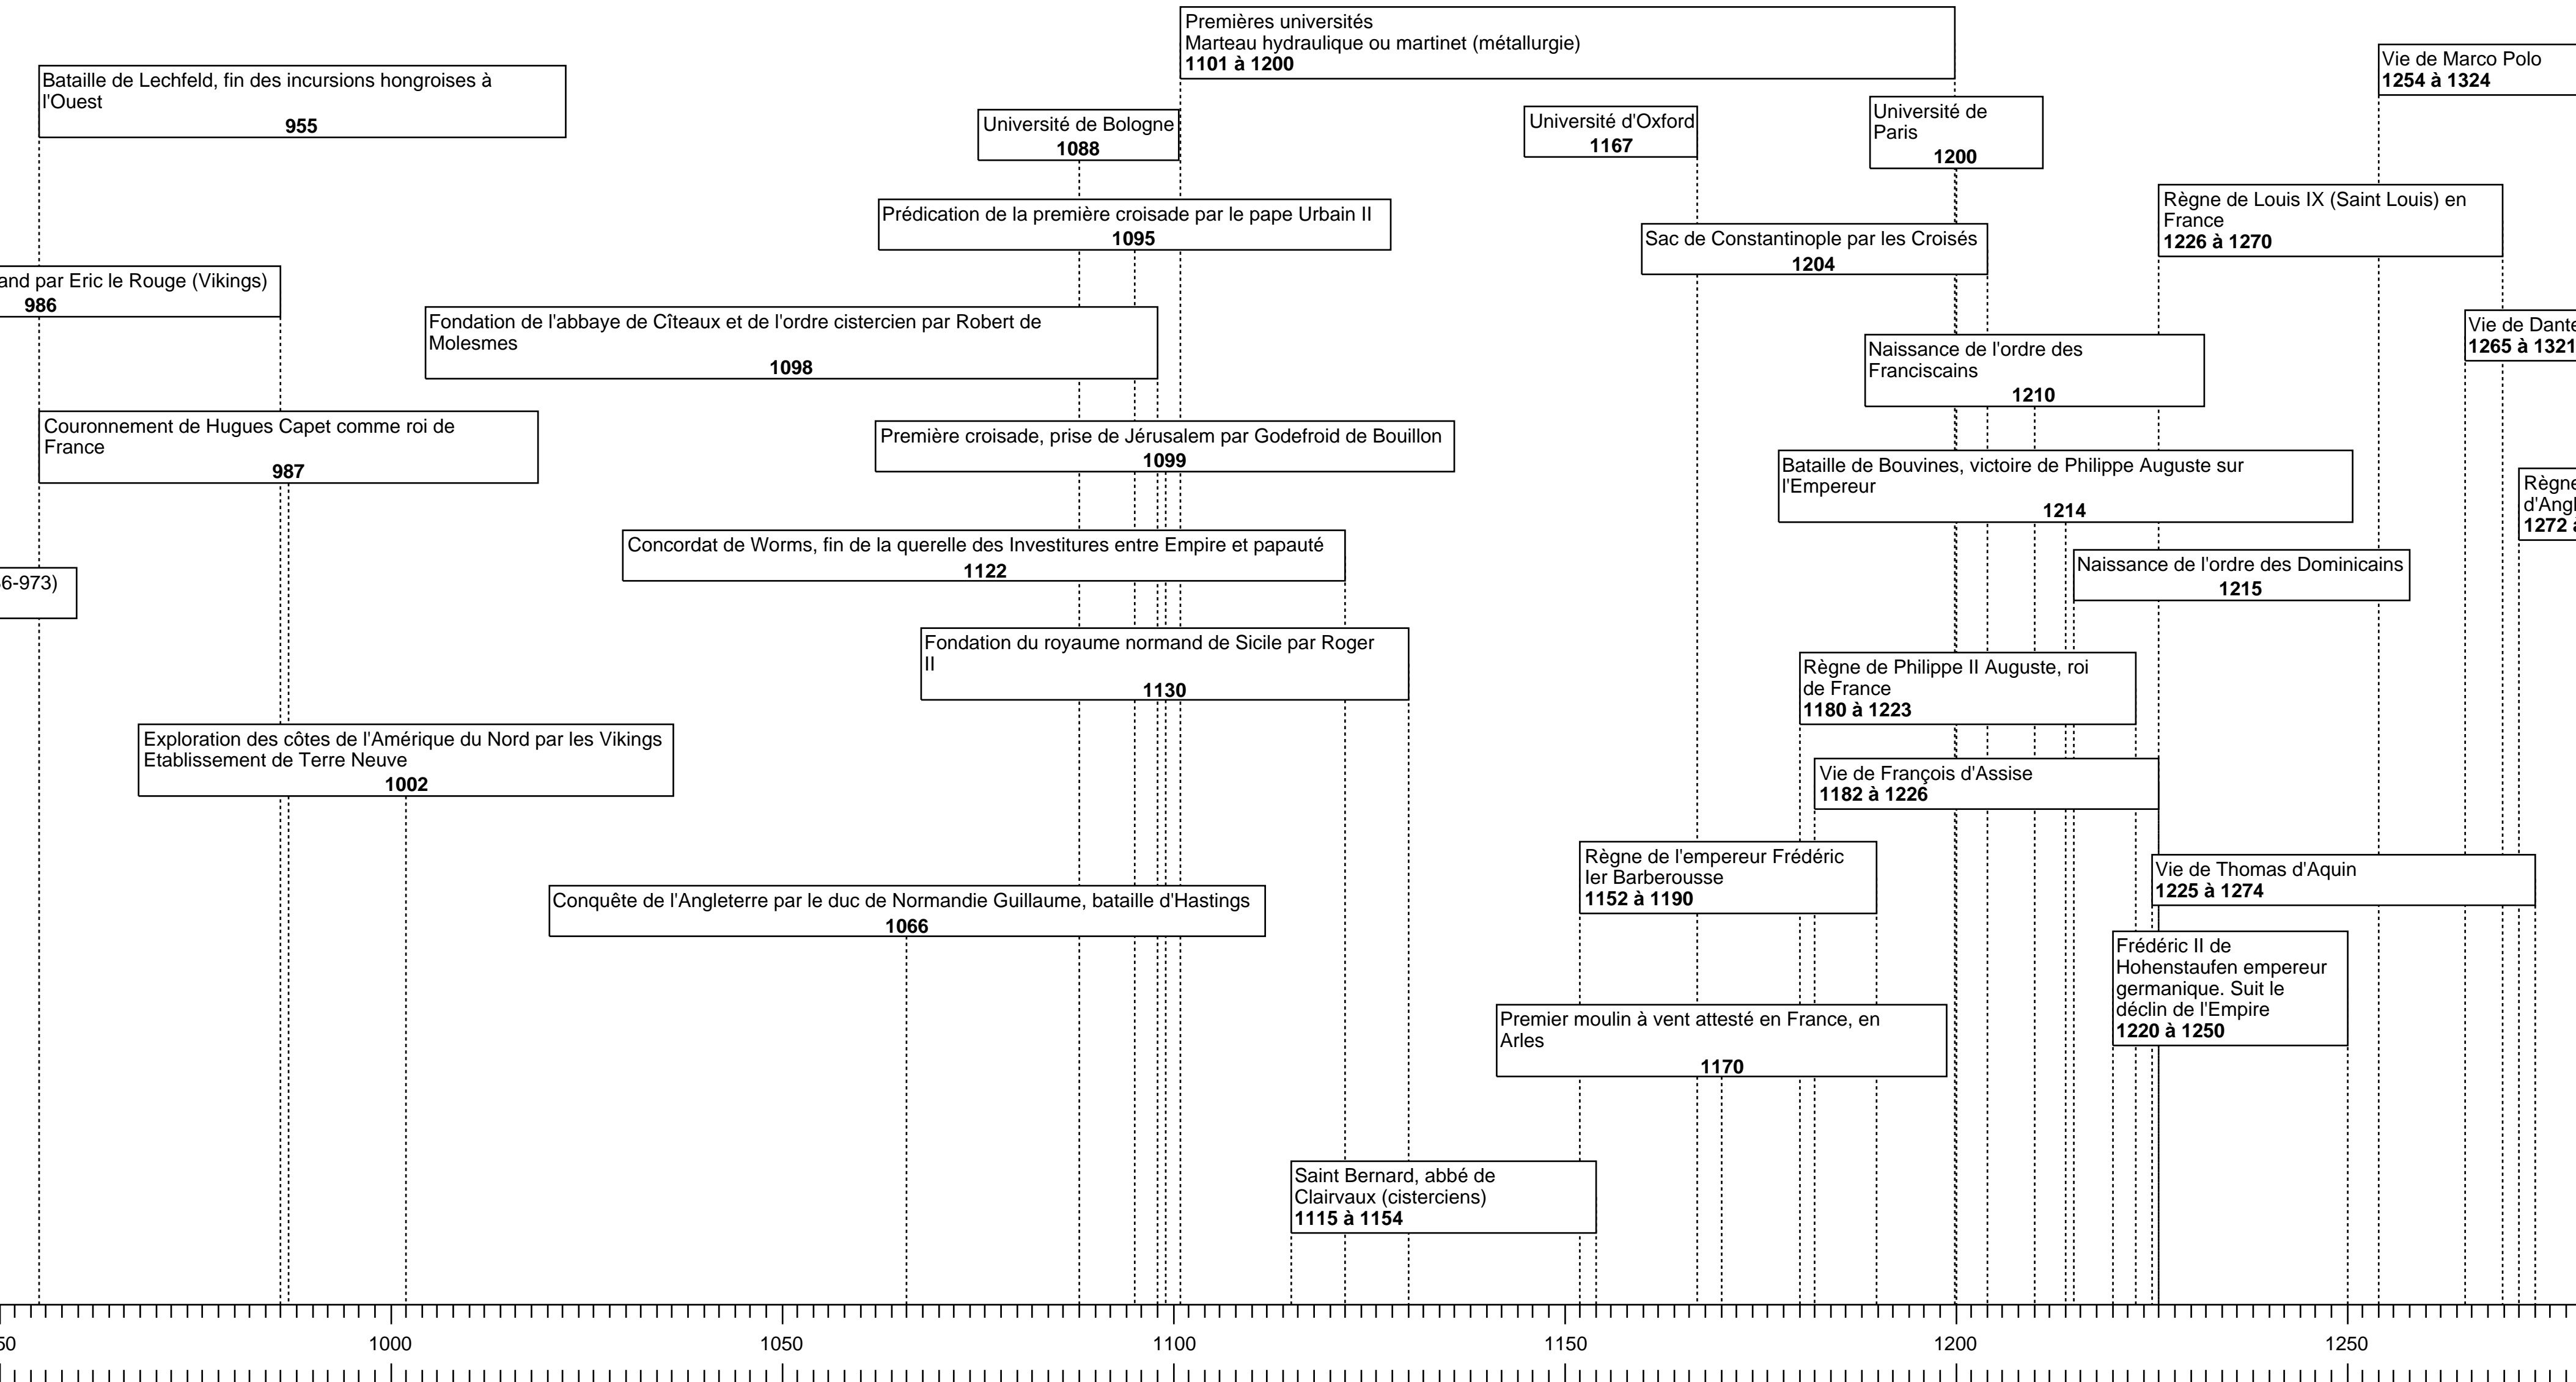 Premières universités
Marteau hydraulique ou martinet (métallurgie)
1101 à 1200
Vie de Marco Polo
1254 à 1324
Bataille de Lechfeld, fin des incursions hongroises à
l'Ouest
955
Université de Bologne
1088
Université d'Oxford
1167
Université de
Paris
1200
Règne de Louis IX (Saint Louis) en
France
1226 à 1270
Prédication de la première croisade par le pape Urbain II
1095
Sac de Constantinople par les Croisés
1204
par Eric le Rouge (Vikings)
986
Fondation de l'abbaye de Cîteaux et de l'ordre cistercien par Robert de
Molesmes
1098
Naissance de l'ordre des
Franciscains
1210
Vie de Dante
1265 à 1321
Couronnement de Hugues Capet comme roi de
France
987
Première croisade, prise de Jérusalem par Godefroid de Bouillon
1099
Bataille de Bouvines, victoire de Philippe Auguste sur
l'Empereur
1214
Règne
1272
Concordat de Worms, fin de la querelle des Investitures entre Empire et papauté
1122
Naissance de l'ordre des Dominicains
1215
6-973)
Fondation du royaume normand de Sicile par Roger
II
1130
Règne de Philippe II Auguste, roi
de France
1180 à 1223
Exploration des côtes de l'Amérique du Nord par les Vikings
Etablissement de Terre Neuve
1002
Vie de François d'Assise
1182 à 1226
Règne de l'empereur Frédéric
Ier Barberousse
1152 à 1190
Vie de Thomas d'Aquin
1225 à 1274
Conquête de l'Angleterre par le duc de Normandie Guillaume, bataille d'Hastings
1066
Frédéric II de
Hohenstaufen empereur
germanique. Suit le
déclin de l'Empire
1220 à 1250
Premier moulin à vent attesté en France, en
Arles
1170
Saint Bernard, abbé de
Clairvaux (cisterciens)
1115 à 1154
1000 1050 1100 1150 1200 1250